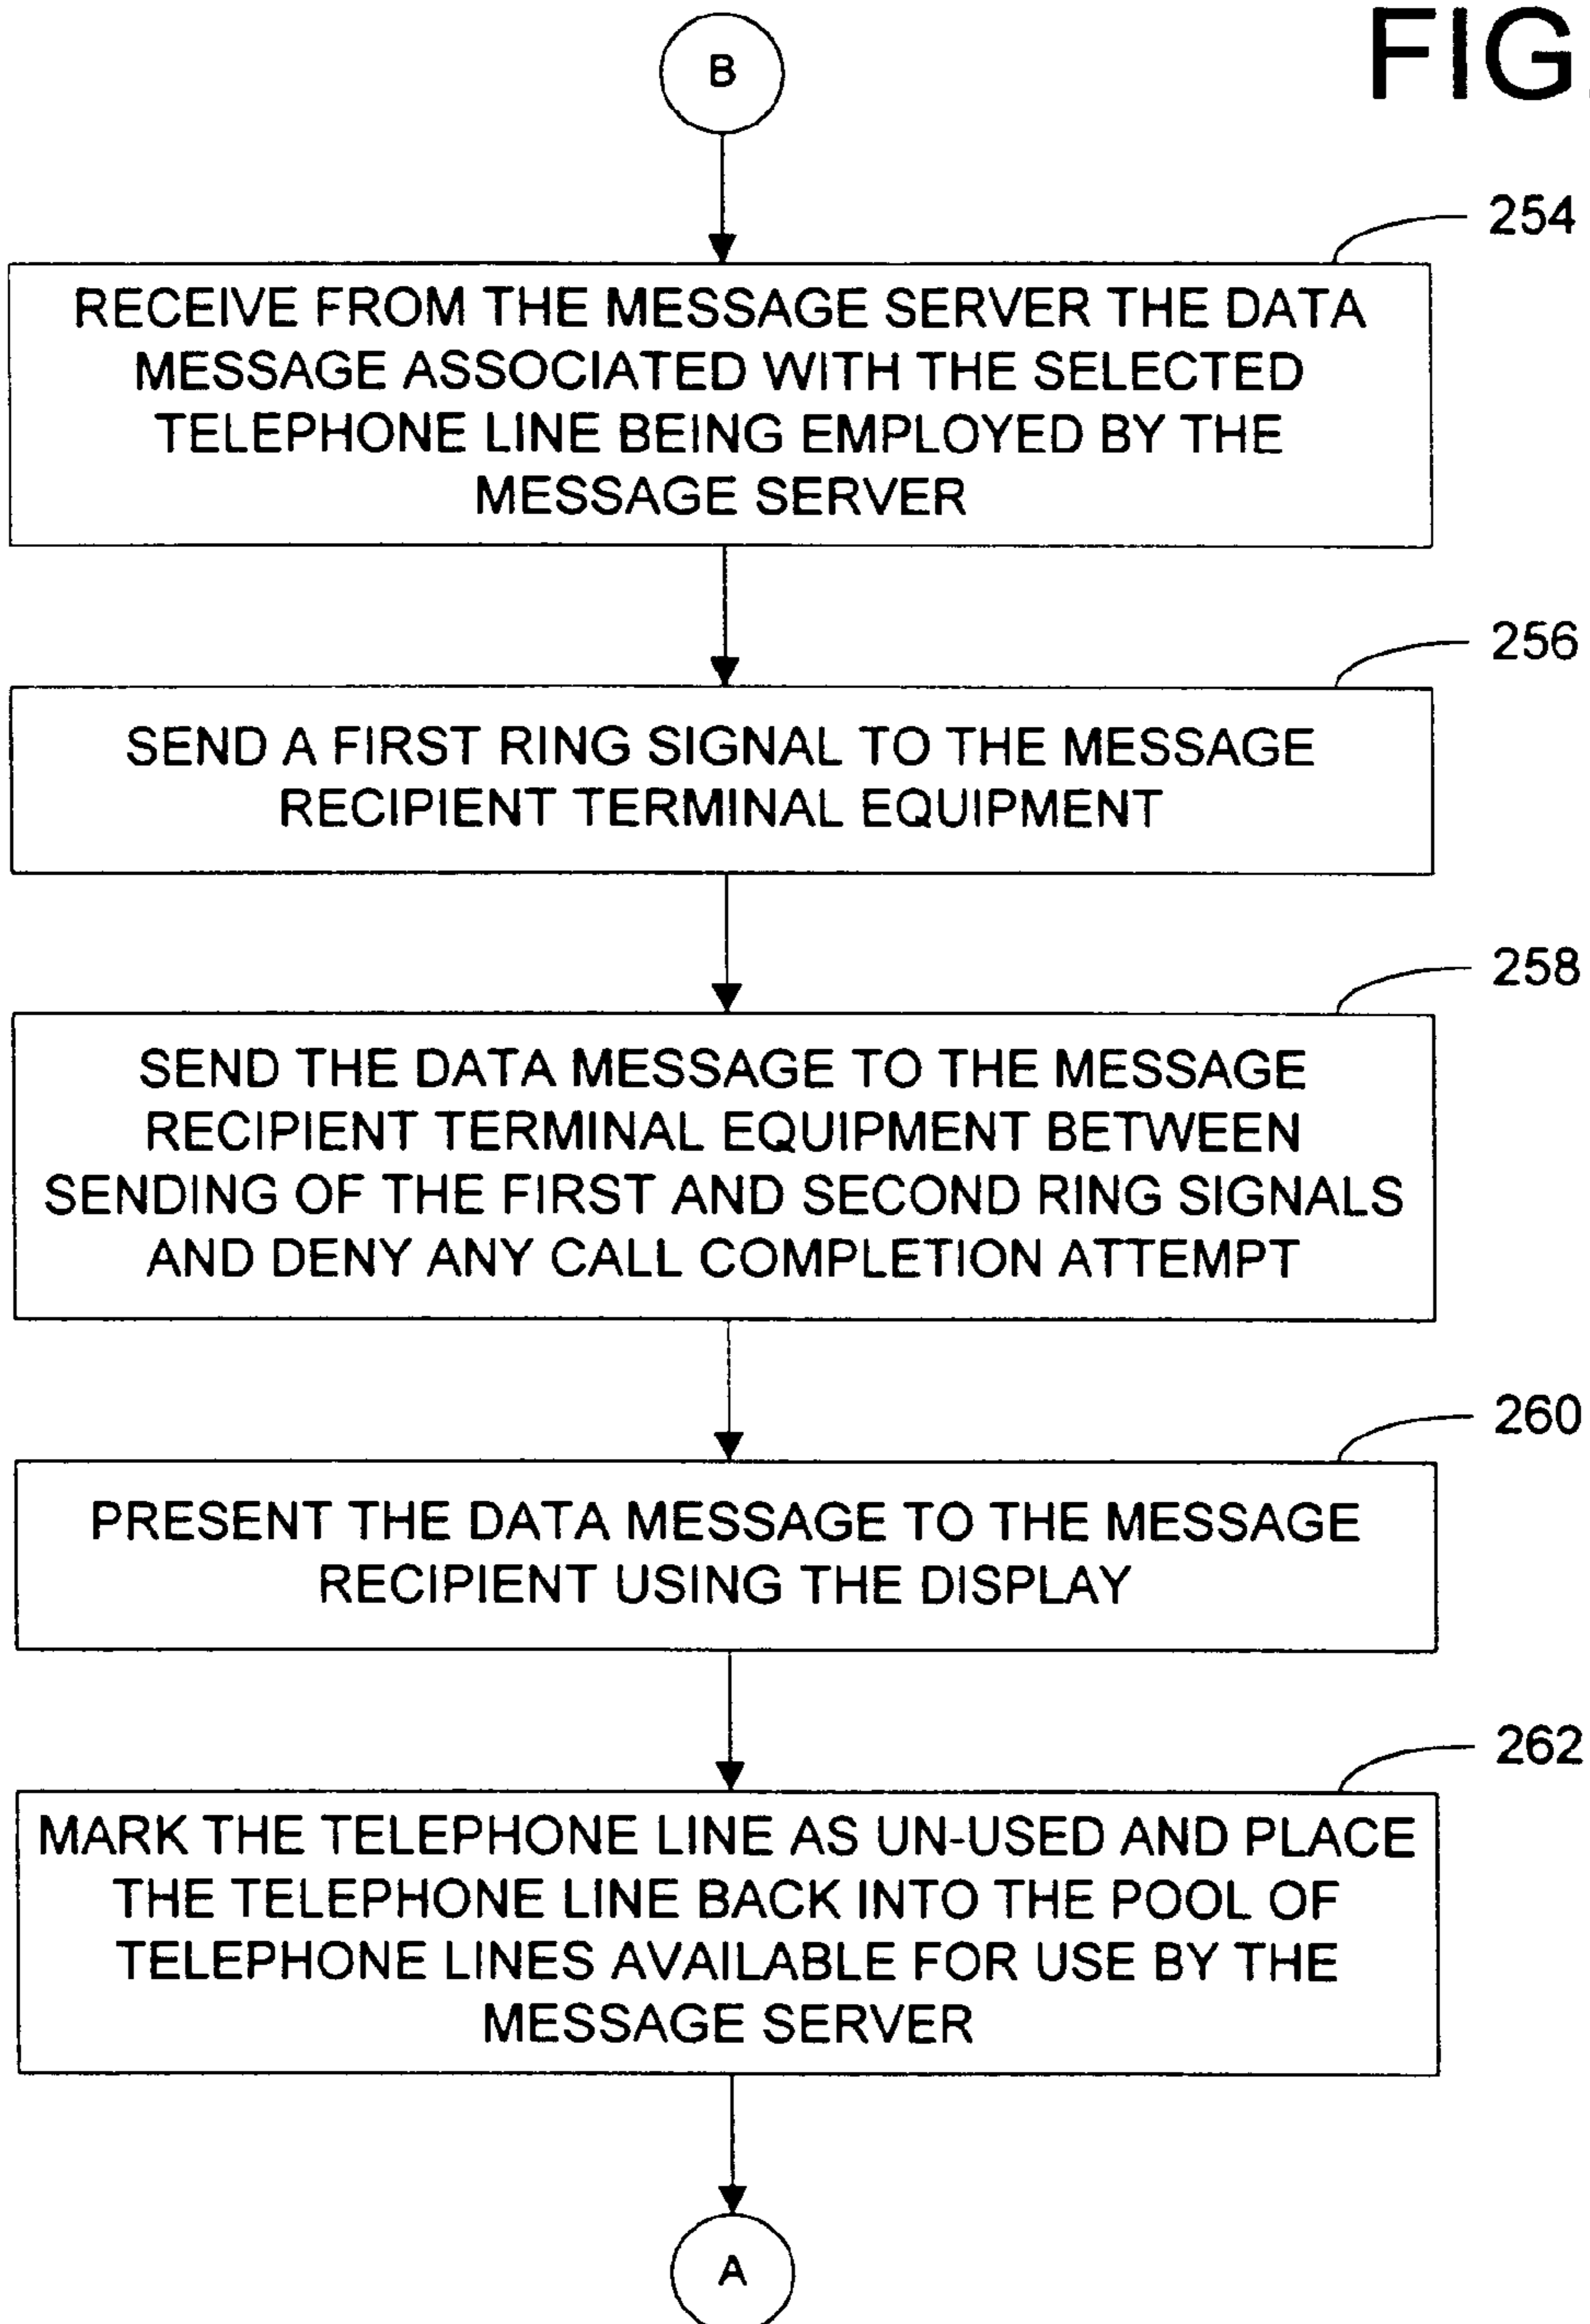 B
FIG.
254
RECEIVE FROM THE MESSAGE SERVER THE DATA
MESSAGE ASSOCIATED WITH THE SELECTED
TELEPHONE LINE BEING EMPLOYED BY THE
MESSAGE SERVER
256
SEND A FIRST RING SIGNAL TO THE MESSAGE
RECIPIENT TERMINAL EQUIPMENT
258
SEND THE DATA MESSAGE TO THE MESSAGE
RECIPIENT TERMINAL EQUIPMENT BETWEEN
SENDING OF THE FIRST AND SECOND RING SIGNALS
AND DENY ANY CALL COMPLETION ATTEMPT
260
PRESENT THE DATA MESSAGE TO THE MESSAGE
RECIPIENT USING THE DISPLAY
262
MARK THE TELEPHONE LINE AS UN-USED AND PLACE
THE TELEPHONE LINE BACK INTO THE POOL OF
TELEPHONE LINES AVAILABLE FOR USE BY THE
MESSAGE SERVER
A